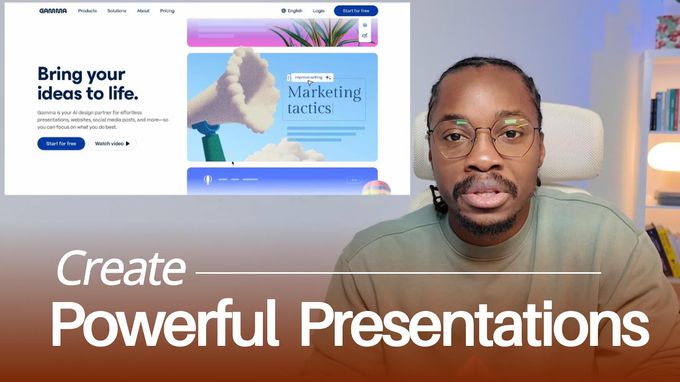 GAMMA Products Solutions About Pricing English Login Start for free
Bring your
ideas to life.
Gamma is your AI design partner for effortless
presentations, websites, social media posts, and more—so
you can focus on what you do best.
Start for free Watch video
Improve writing
Marketing
tactics
Create
Powerful Presentations